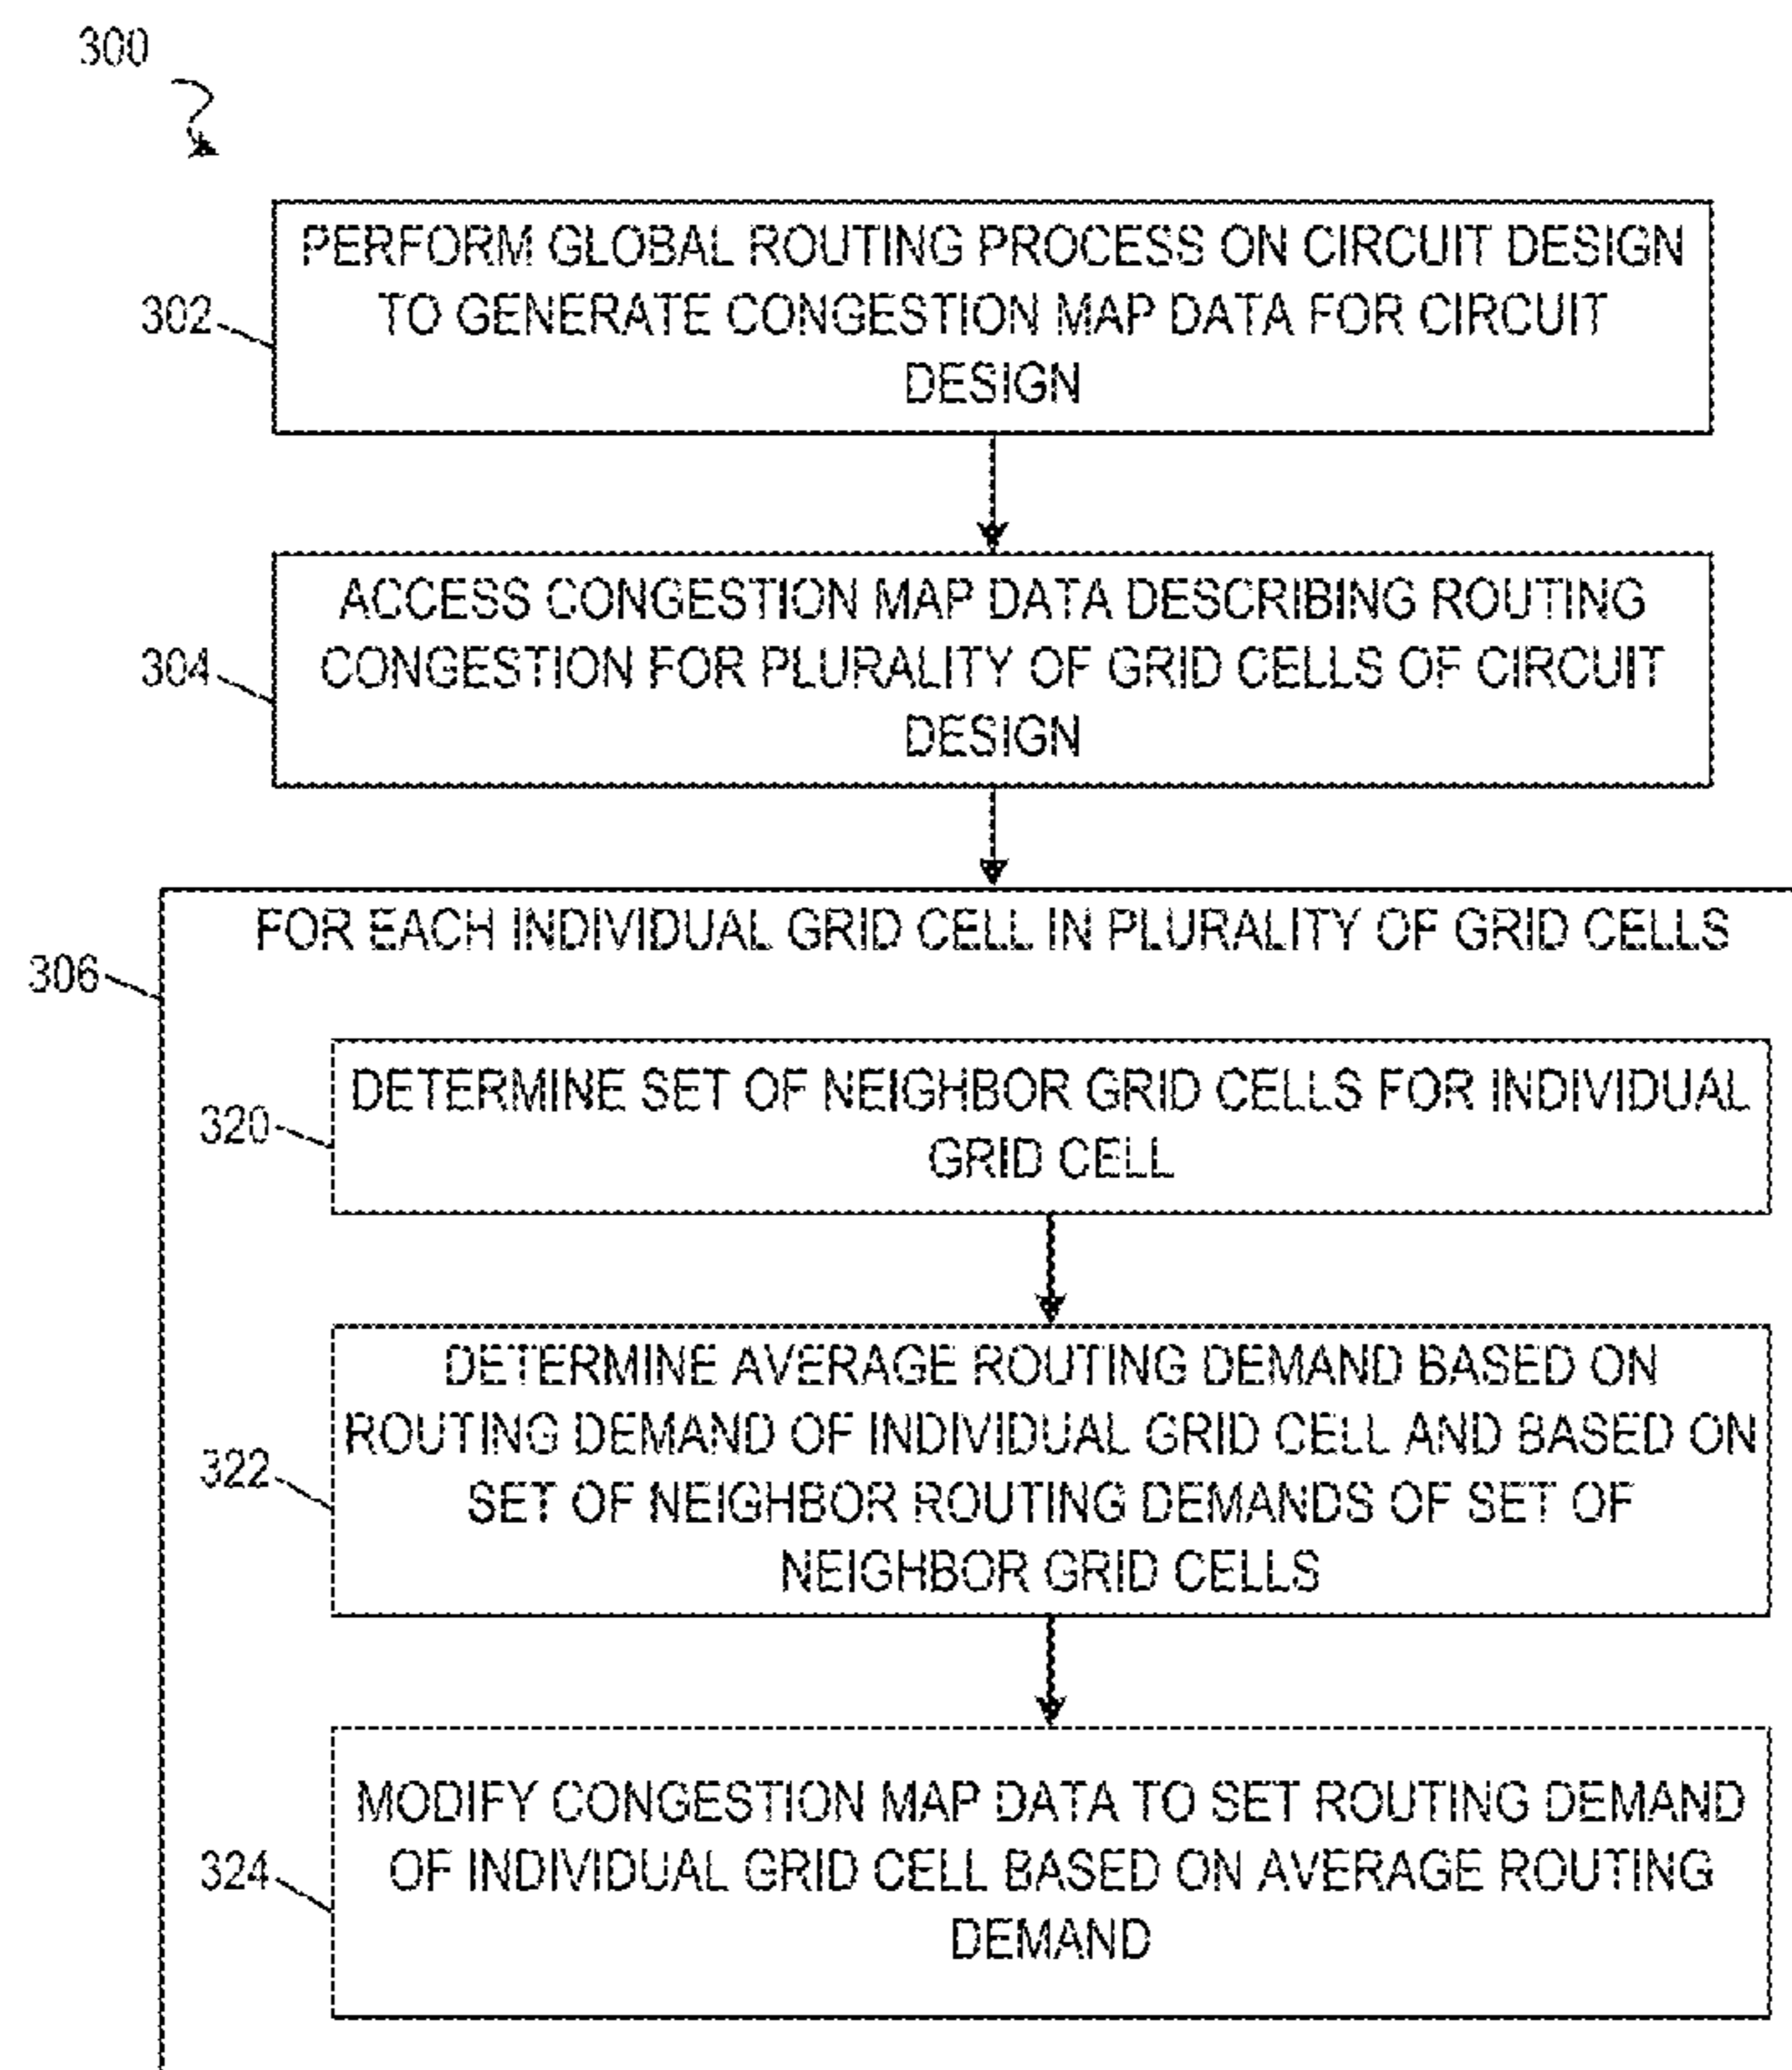 300
PERFORM GLOBAL ROUTING PROCESS ON CIRCUIT DESIGN
TO GENERATE CONGESTION MAP DATA FOR CIRCUIT
DESIGN
302
ACCESS CONGESTION MAP DATA DESCRIBING ROUTING
CONGESTION FOR PLURALITY OF GRID CELLS OF CIRCUIT
DESIGN
304
FOR EACH INDIVIDUAL GRID CELL IN PLURALITY OF GRID CELLS
306
DETERMINE SET OF NEIGHBOR GRID CELLS FOR INDIVIDUAL
GRID CELL
320
DETERMINE AVERAGE ROUTING DEMAND BASED ON
ROUTING DEMAND OF INDIVIDUAL GRID CELL AND BASED ON
SET OF NEIGHBOR ROUTING DEMANDS OF SET OF
NEIGHBOR GRID CELLS
322
MODIFY CONGESTION MAP DATA TO SET ROUTING DEMAND
OF INDIVIDUAL GRID CELL BASED ON AVERAGE ROUTING
DEMAND
324